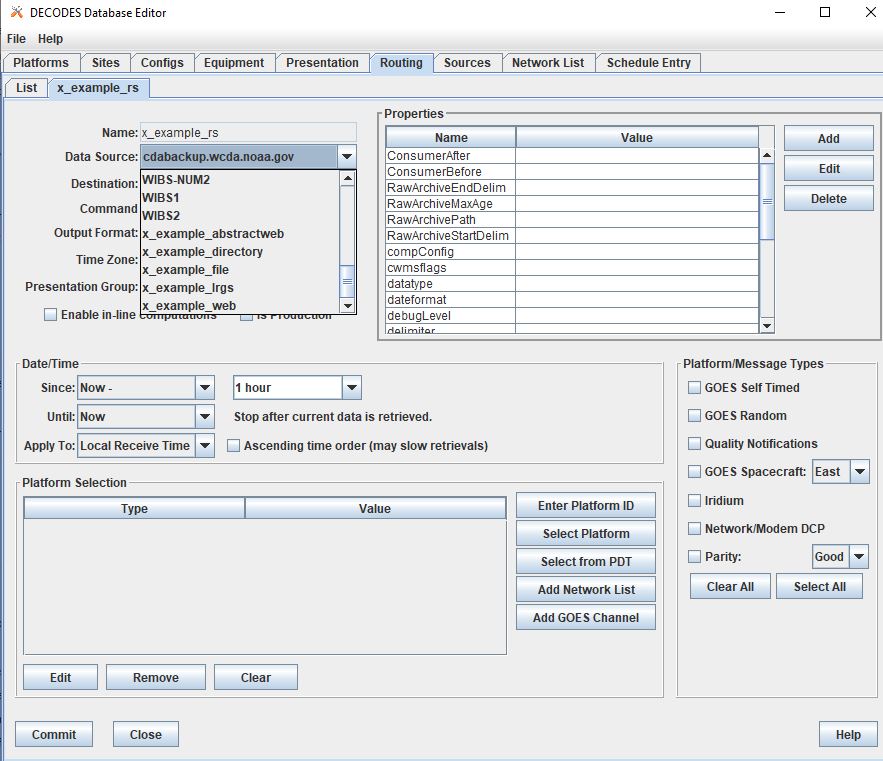 DECODES Database Editor
File Help
Platforms Sites Configs Equipment Presentation Routing Sources Network List Schedule Entry
List x_example_rs
Name: x_example_rs
Data Source: cdabackup.wcda.noaa.gov
Destination: WIBS-NUM2
WIBS1
Command
WIBS2
Output Format: x_example_abstractweb
x_example_directory
Time Zone:
x_example_file
Presentation Group: x_example_lrgs
x_example_web
Enable in-line computations Is Production
Properties
Name Value
ConsumerAfter
ConsumerBefore
RawArchiveEndDelim
RawArchiveMaxAge
RawArchivePath
RawArchiveStartDelim
compConfig
cwmsflags
datatype
dateformat
debugLevel
delimiter
Add
Edit
Delete
Date/Time
Since: Now - 1 hour
Until: Now Stop after current data is retrieved.
Apply To: Local Receive Time Ascending time order (may slow retrievals)
Platform Selection
Type Value
Enter Platform ID
Select Platform
Select from PDT
Add Network List
Add GOES Channel
Edit Remove Clear
Platform/Message Types
GOES Self Timed
GOES Random
Quality Notifications
GOES Spacecraft: East
Iridium
Network/Modem DCP
Parity: Good
Clear All Select All
Commit Close Help